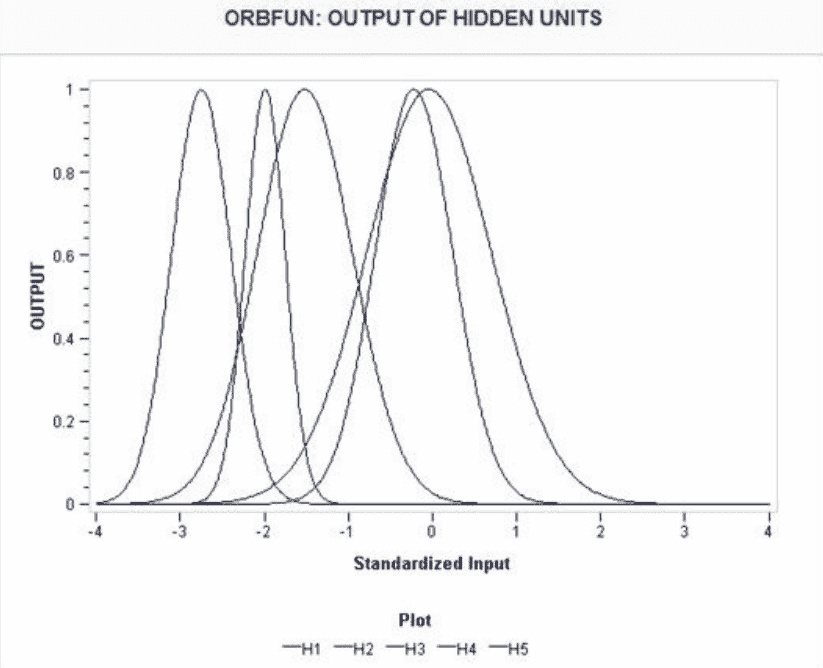 ORBFUN: OUTPUT OF HIDDEN UNITS
1
0.8
0.6
0.4
0.2
0
OUTPUT
-4 -3 -2 -1 0 1 2 3 4
Standardized Input
Plot
H1 H2 H3 H4 H5